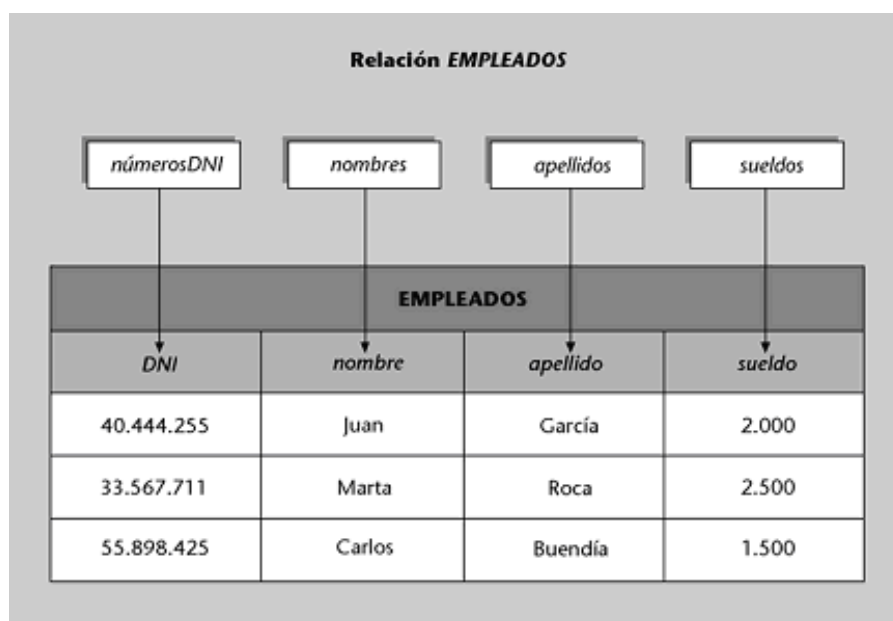 Relación EMPLEADOS
númerosDNI nombres apellidos sueldos
EMPLEADOS
DNI nombre apellido sueldo
40.444.255 Juan García 2.000
33.567.711 Marta Roca 2.500
55.898.425 Carlos Buendía 1.500